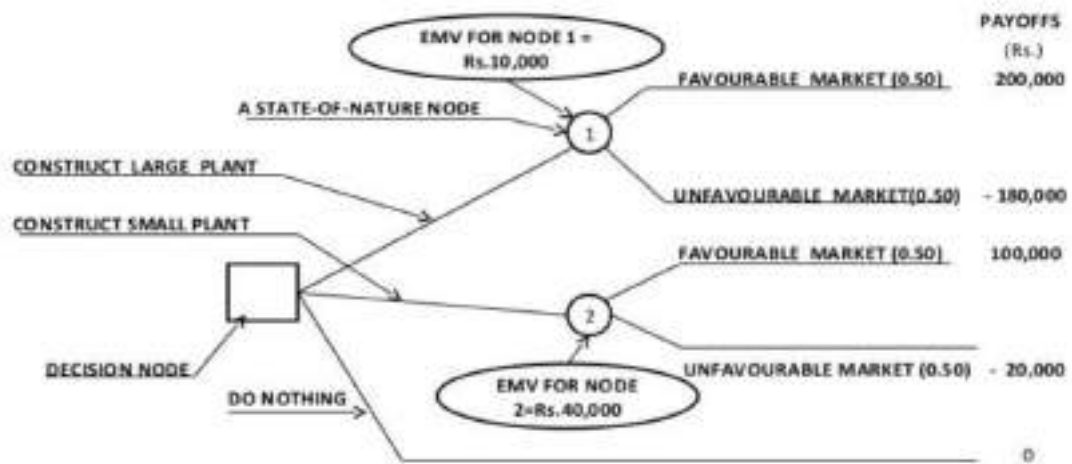 PAYOFFS
(Rs.)
EMV FOR NODE 1 =
Rs.10,000
FAVOURABLE MARKET (0.50) 200,000
A STATE-OF-NATURE NODE
1
CONSTRUCT LARGE PLANT
UNFAVOURABLE MARKET(0.50) - 180,000
CONSTRUCT SMALL PLANT
FAVOURABLE MARKET (0.50) 100,000
2
DECISION NODE
UNFAVOURABLE MARKET (0.50) - 20,000
EMV FOR NODE
2=Rs.40,000
DO NOTHING
0